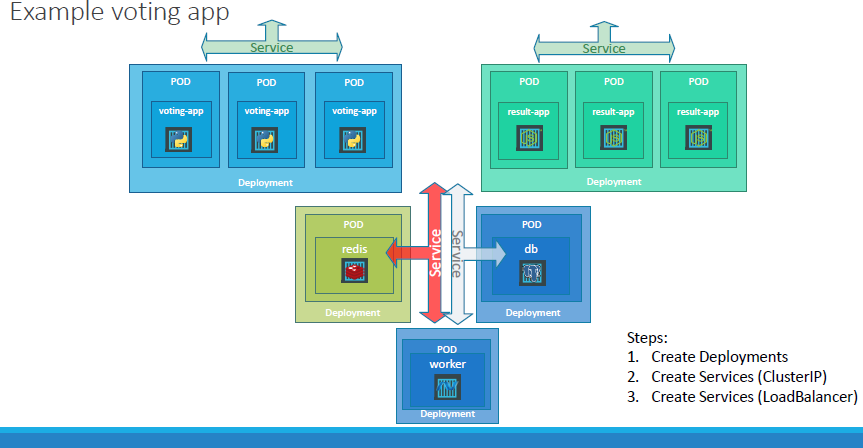 Example voting app
Service
Service
POD
POD
POD
voting-app
voting-app
voting-app
Deployment
POD
POD
POD
result-app
result-app
result-app
Deployment
POD
redis
Deployment
Service
Service
POD
db
Deployment
POD
worker
Deployment
Steps:
1. Create Deployments
2. Create Services (ClusterIP)
3. Create Services (LoadBalancer)